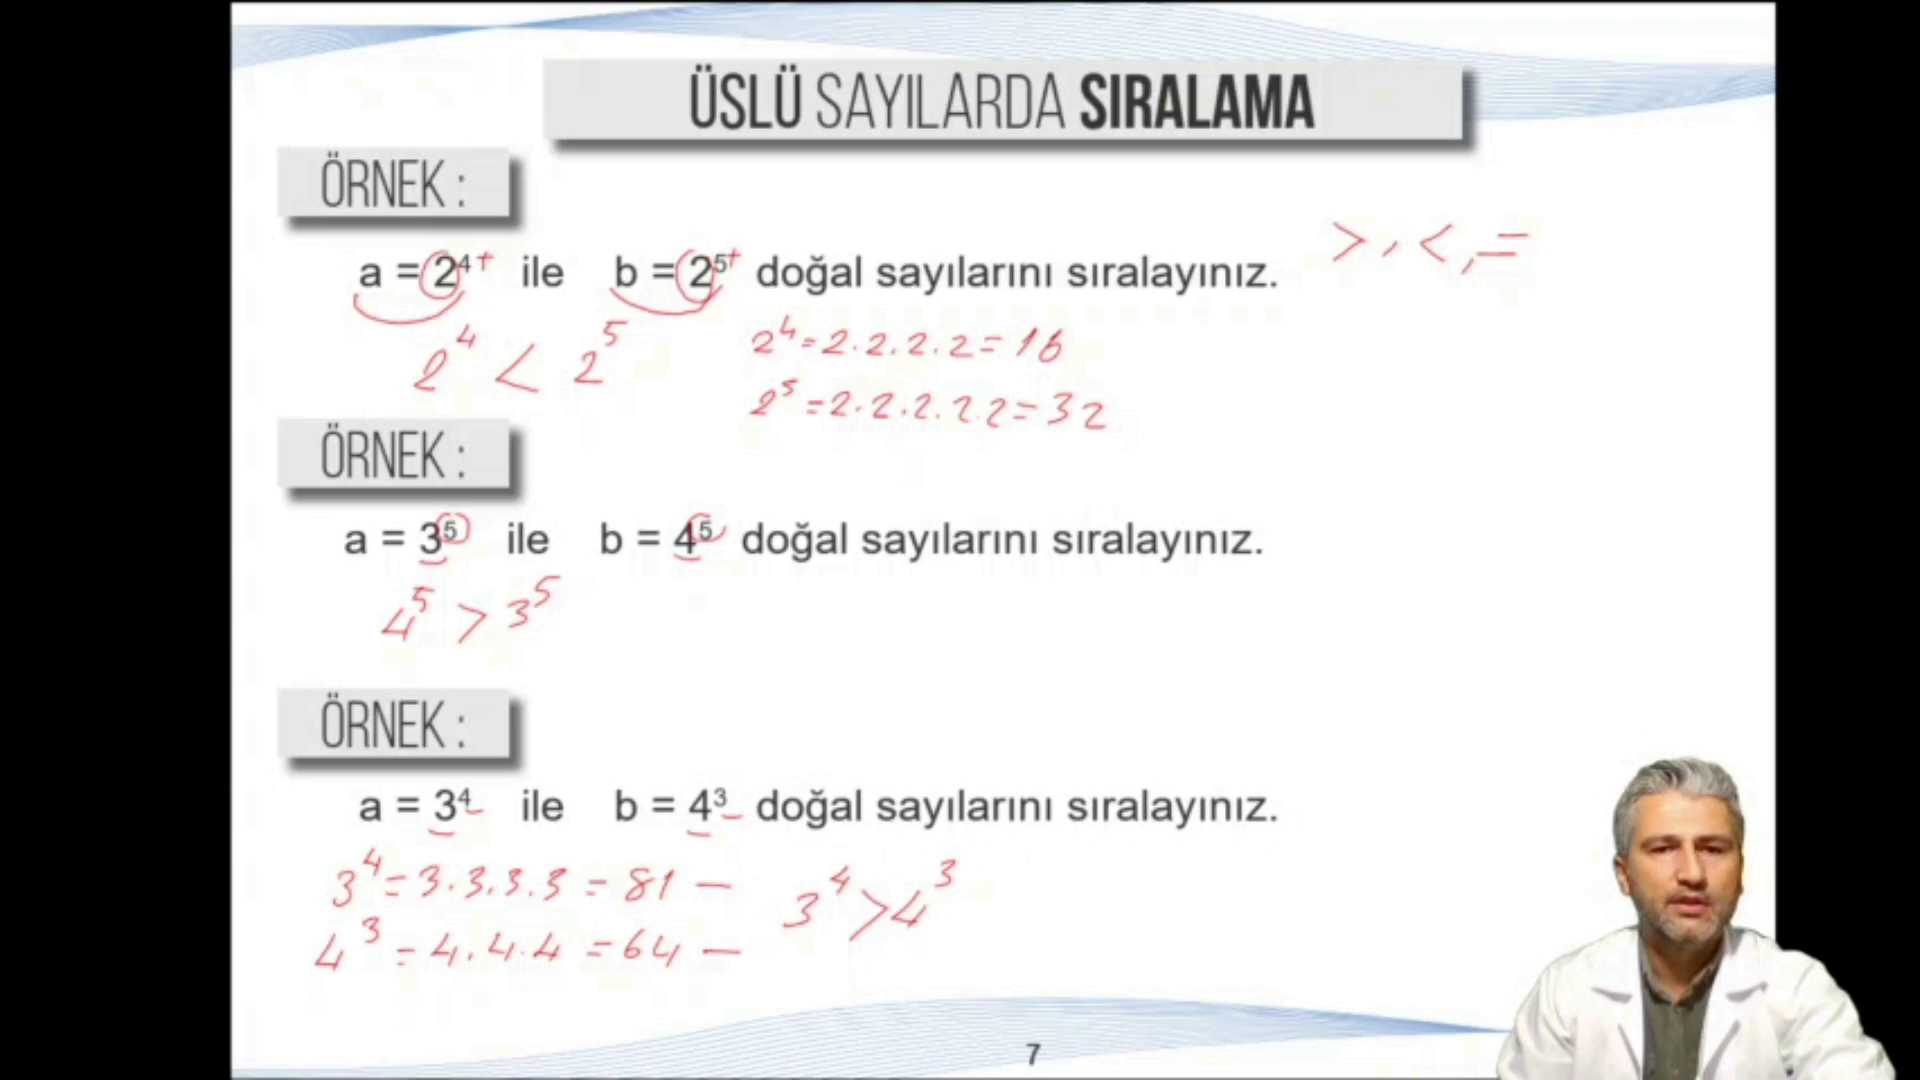 ÜSLÜ SAYILARDA SIRALAMA
ÖRNEK :
a = 2⁴⁺ ile b = 2⁵⁺ doğal sayılarını sıralayınız. >, <, =
2⁴ < 2⁵
2⁴=2.2.2.2=16
2⁵=2.2.2.2.2=32
ÖRNEK :
a = 3⁵ ile b = 4⁵ doğal sayılarını sıralayınız.
4⁵ > 3⁵
ÖRNEK :
a = 3⁴ ile b = 4³ doğal sayılarını sıralayınız.
3⁴=3.3.3.3=81 –
4³=4.4.4=64 –
3⁴>4³
7